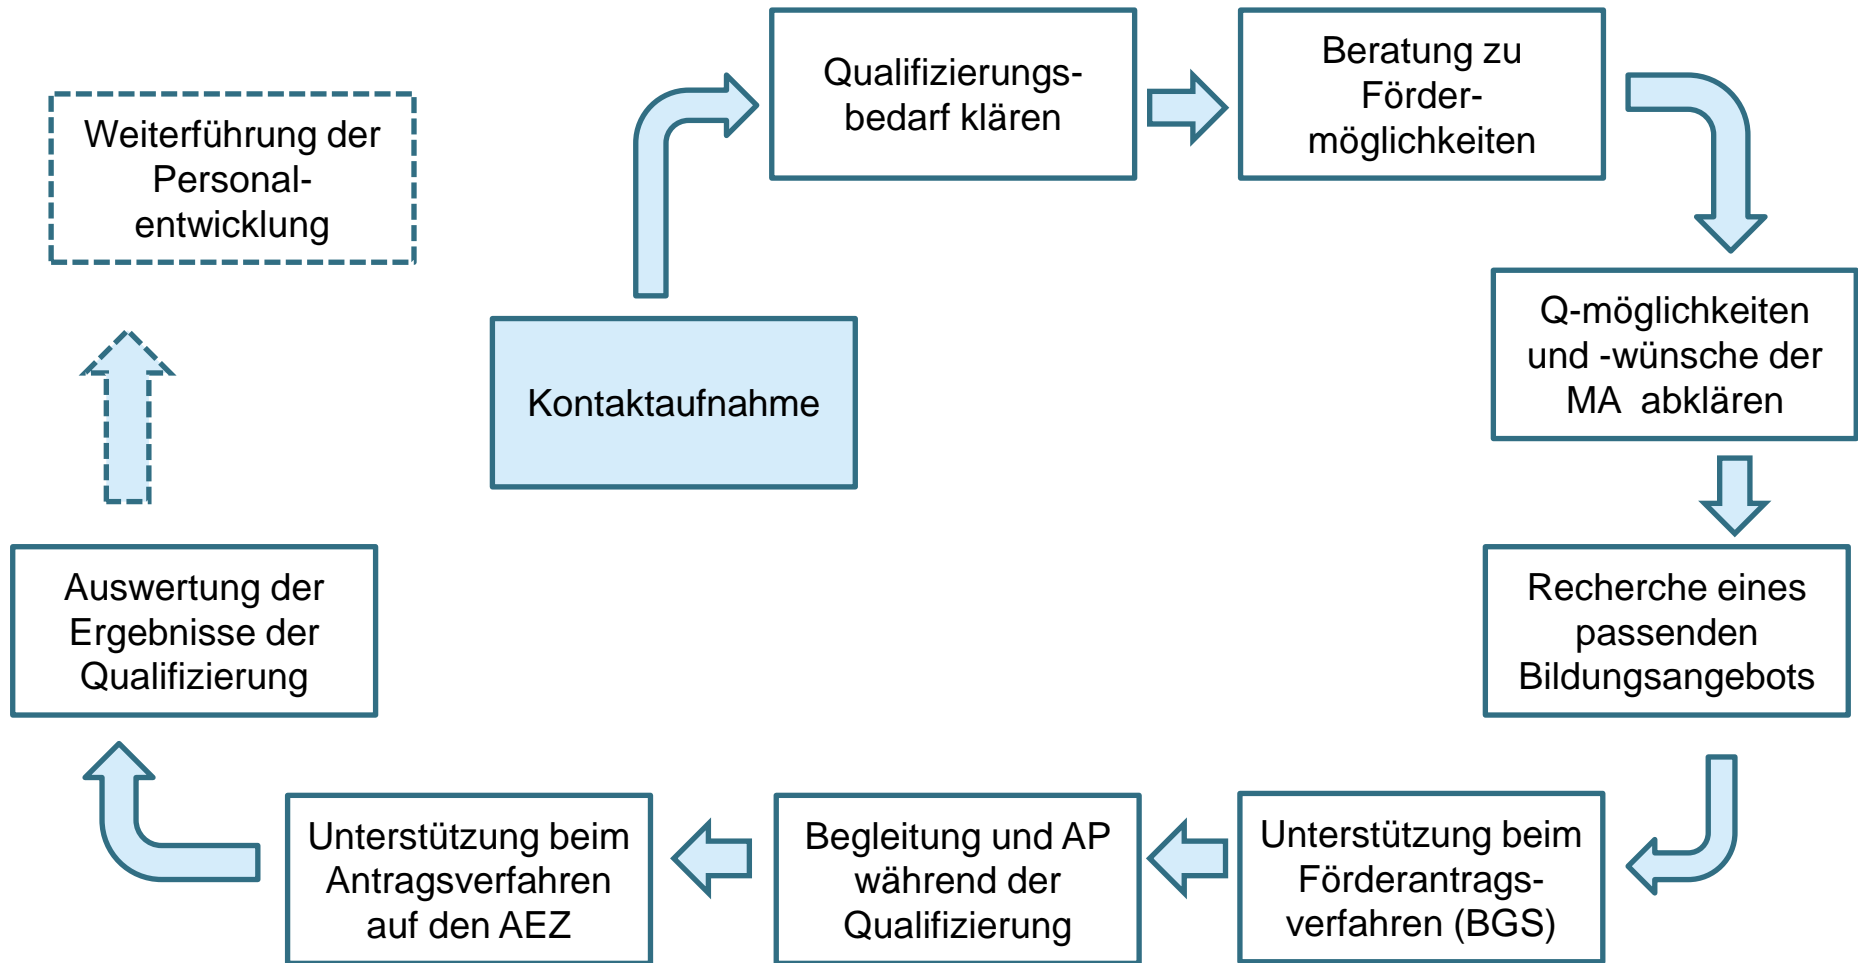 Weiterführung der
Personal-
entwicklung
Qualifizierungs-
bedarf klären
Beratung zu
Förder-
möglichkeiten
Kontaktaufnahme
Q-möglichkeiten
und -wünsche der
MA  abklären
Auswertung der
Ergebnisse der
Qualifizierung
Recherche eines
passenden
Bildungsangebots
Unterstützung beim
Antragsverfahren
auf den AEZ
Begleitung und AP
während der
Qualifizierung
Unterstützung beim
Förderantrags-
verfahren (BGS)